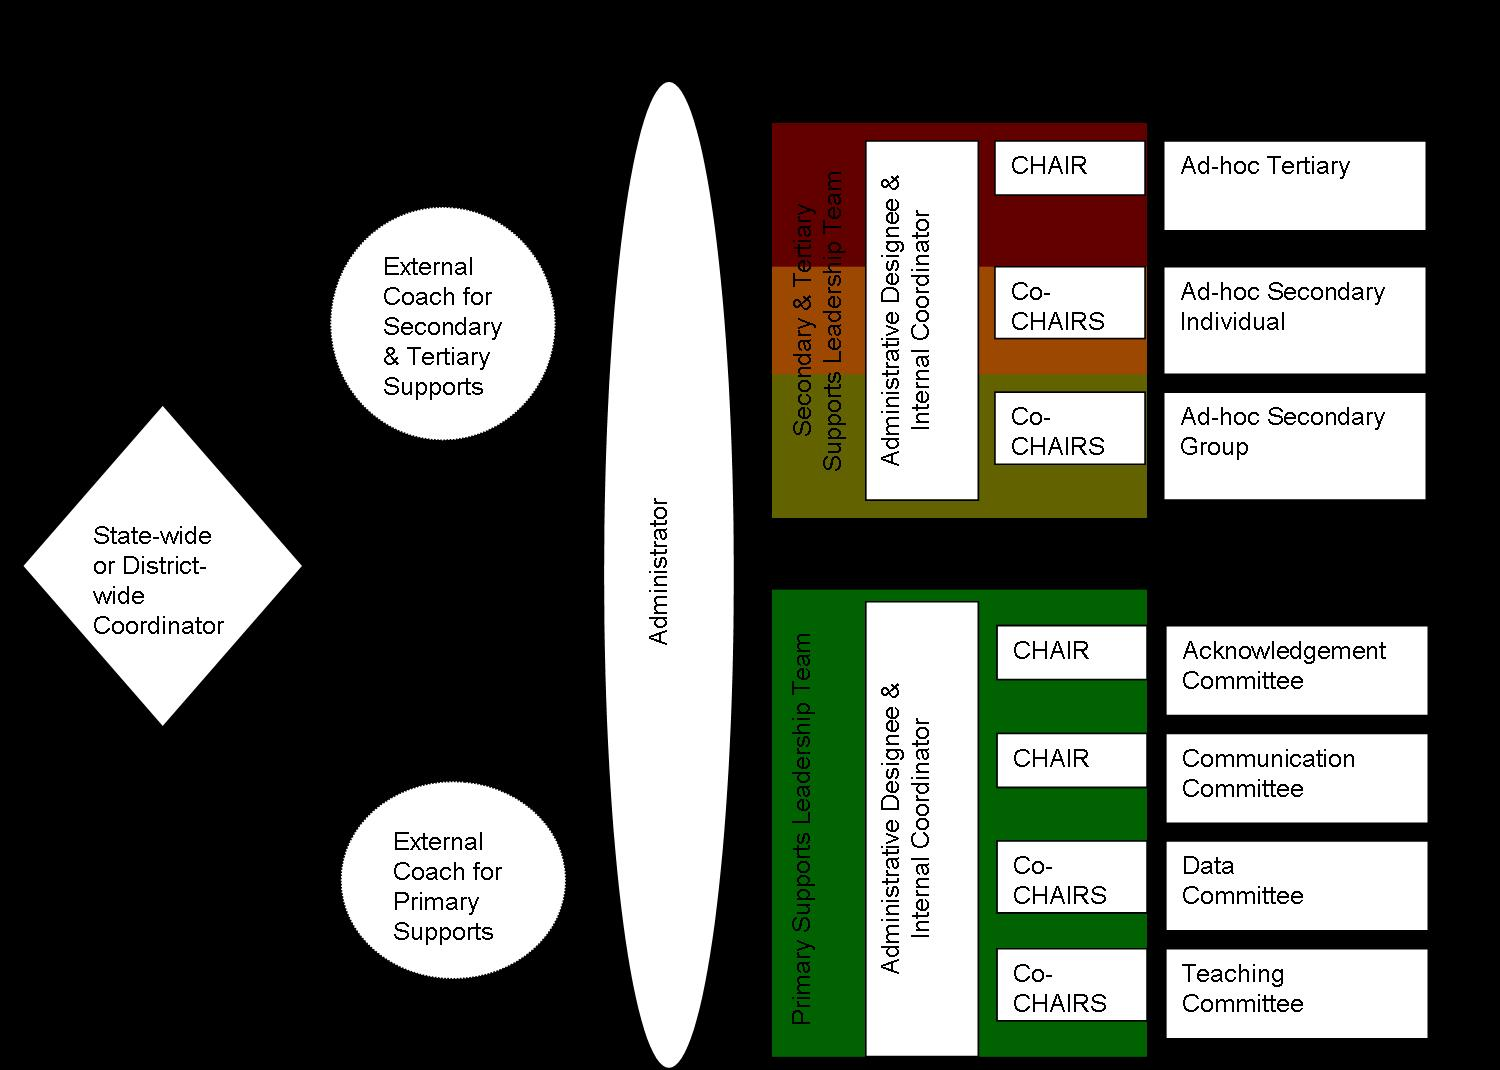 State-wide
or District-
wide
Coordinator
External
Coach for
Secondary
& Tertiary
Supports
External
Coach for
Primary
Supports
Administrator
Secondary & Tertiary
Supports Leadership Team
Administrative Designee &
Internal Coordinator
CHAIR
Ad-hoc Tertiary
Co-
CHAIRS
Ad-hoc Secondary
Individual
Co-
CHAIRS
Ad-hoc Secondary
Group
Primary Supports Leadership Team
Administrative Designee &
Internal Coordinator
CHAIR
Acknowledgement
Committee
CHAIR
Communication
Committee
Co-
CHAIRS
Data
Committee
Co-
CHAIRS
Teaching
Committee